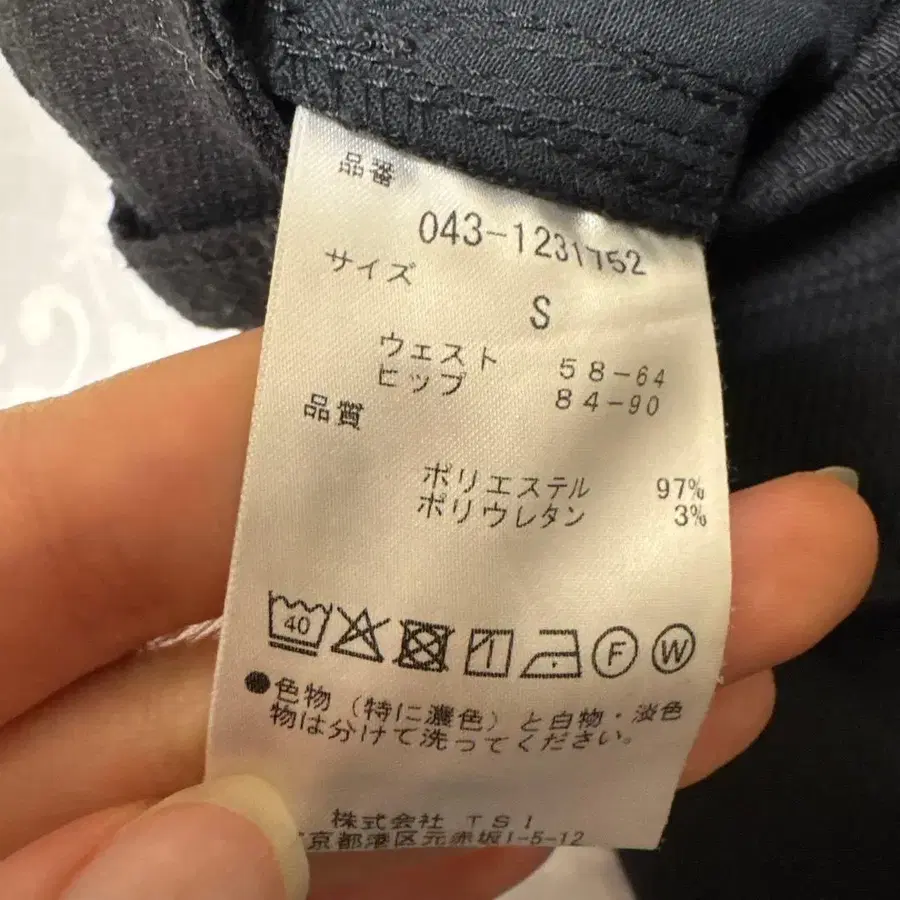 品番
043-1231752
サイズ
S
ウェスト 58-64
ヒップ 84-90
品質
ポリエステル 97%
ポリウレタン 3%
40 F W
●色物(特に濃色)と白物・淡色
物は分けて洗ってください。
株式会社 TSI
京都港区元赤坂1-5-12